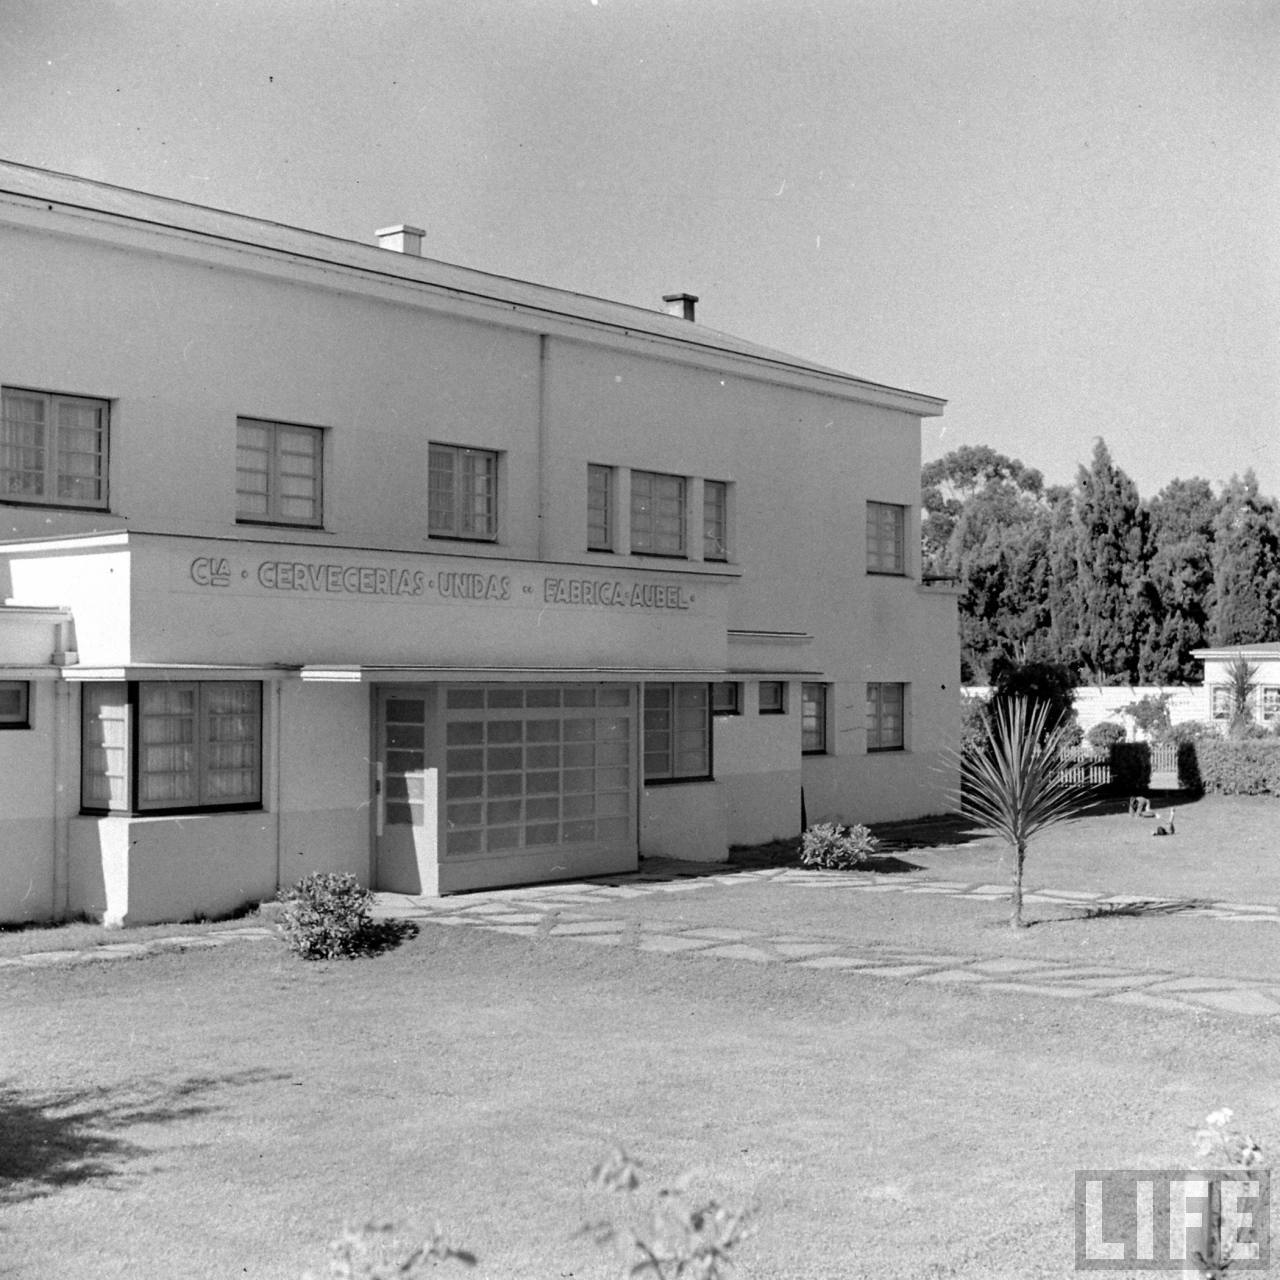 CIA · CERVECERIAS · UNIDAS «« FABRICA · AUBEL ·
LIFE